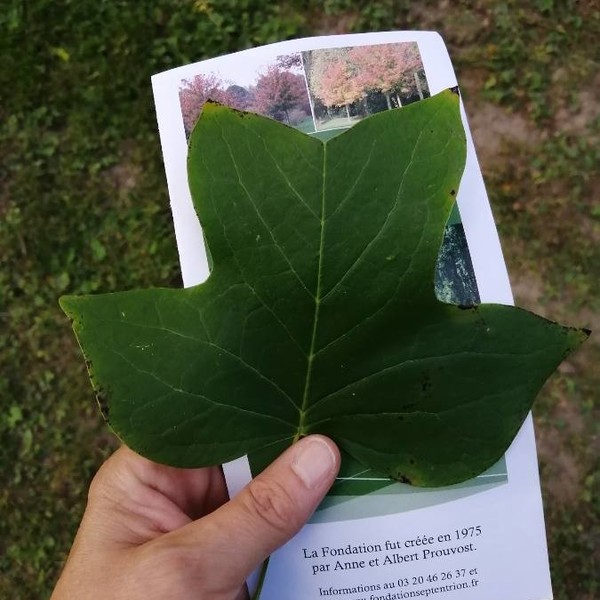 La Fondation fut créée en 1975
par Anne et Albert Prouvost.
Informations au 03 20 46 26 37 et
fondationseptentrion.fr